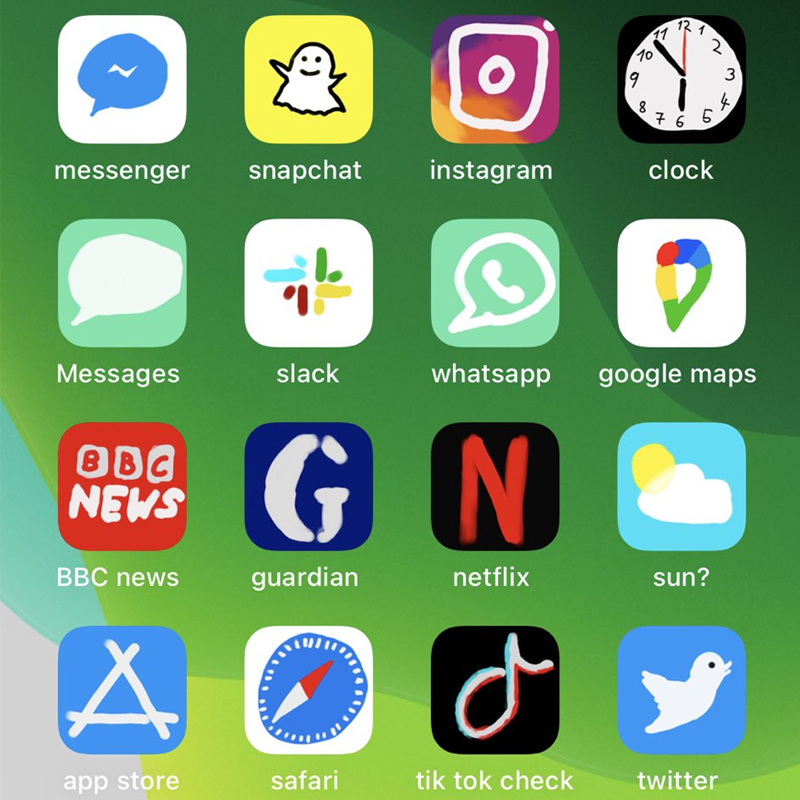 11 12 1
10 2
9 3
8 4
7 6 5
messenger snapchat instagram clock
Messages slack whatsapp google maps
BBC
NEWS
G
N
BBC news guardian netflix sun?
app store safari tik tok check twitter